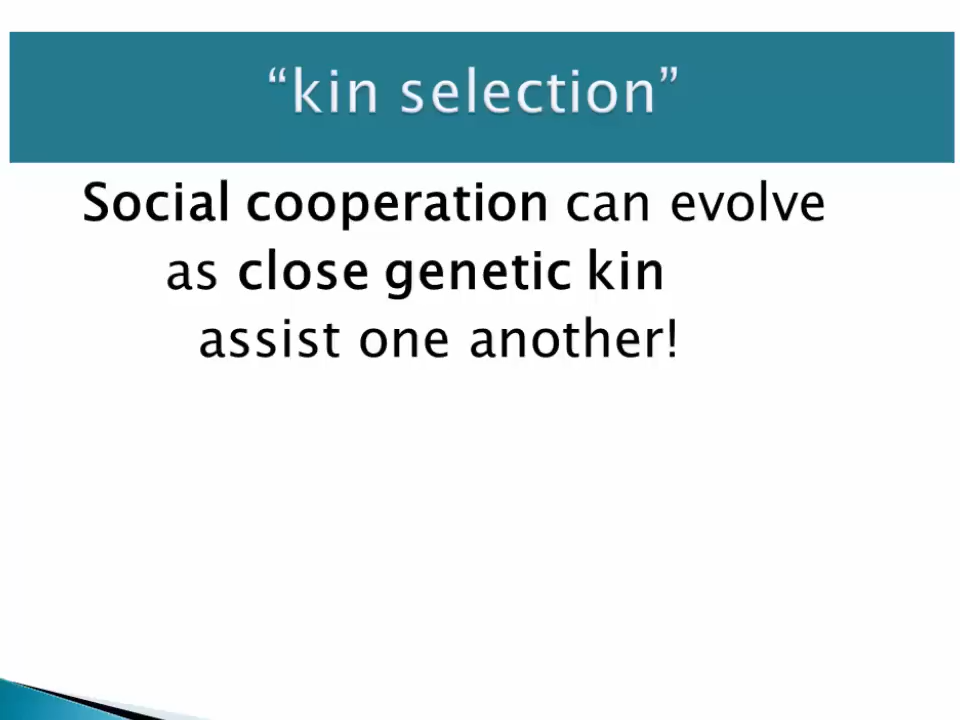 “kin selection”
Social cooperation can evolve
as close genetic kin
assist one another!